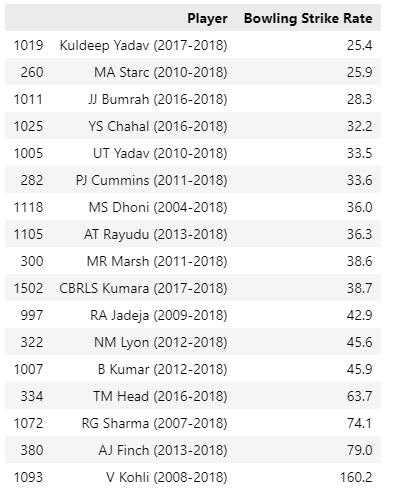 Player Bowling Strike Rate
1019 Kuldeep Yadav (2017-2018) 25.4
260 MA Starc (2010-2018) 25.9
1011 JJ Bumrah (2016-2018) 28.3
1025 YS Chahal (2016-2018) 32.2
1005 UT Yadav (2010-2018) 33.5
282 PJ Cummins (2011-2018) 33.6
1118 MS Dhoni (2004-2018) 36.0
1105 AT Rayudu (2013-2018) 36.3
300 MR Marsh (2011-2018) 38.6
1502 CBRLS Kumara (2017-2018) 38.7
997 RA Jadeja (2009-2018) 42.9
322 NM Lyon (2012-2018) 45.6
1007 B Kumar (2012-2018) 45.9
334 TM Head (2016-2018) 63.7
1072 RG Sharma (2007-2018) 74.1
380 AJ Finch (2013-2018) 79.0
1093 V Kohli (2008-2018) 160.2